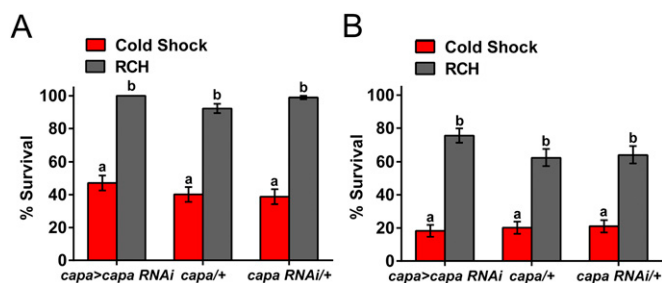 A
Cold Shock
RCH
% Survival
100
80
60
40
20
0
a b a b a b
capa>capa RNAi capa/+ capa RNAi/+
B
Cold Shock
RCH
% Survival
100
80
60
40
20
0
a b a b a b
capa>capa RNAi capa/+ capa RNAi/+